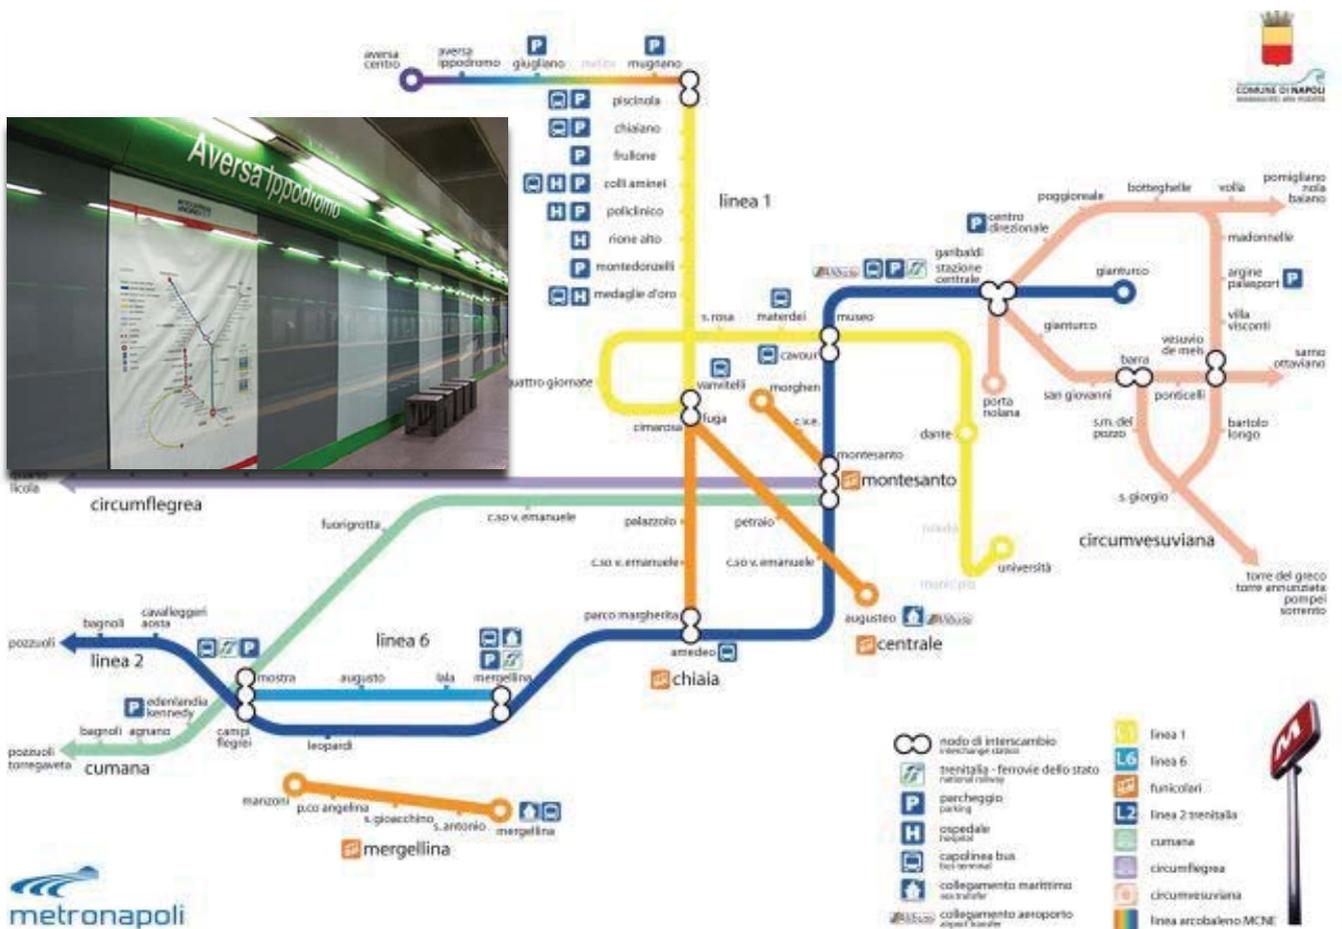 aversa
centro
aversa
ippodromo
giugliano
mugnano
piscinola
chiaiano
frullone
colli aminei
policlinico
rione alto
montedonzelli
medaglie d'oro
linea 1
Aversa Ippodromo
COMUNE DI NAPOLI
pomigliano
nola
baiano
poggioreale
botteghelle
volla
centro
direzionale
madonnelle
garibaldi
stazione
centrale
gianturco
argine
palasport
villa
visconti
s.rosa
materdei
museo
cavour
gianturco
vesuvio
de meis
barra
sarno
ottaviano
quattro giornate
vanvitelli
morghen
cimarosa
fuga
c.v.e.
dante
porta
nolana
san giovanni
ponticelli
s.m. del
pozzo
bartolo
longo
montesanto
montesanto
licola
circumflegrea
s. giorgio
fuorigrotta
c.so v. emanuele
palazzolo
petraio
circumvesuviana
c.so v. emanuele
c.so v. emanuele
università
municipio
torre del greco
torre annunziata
pompei
sorrento
parco margherita
augusteo
centrale
amedeo
chiaia
pozzuoli
bagnoli
cavalleggeri
aosta
linea 2
linea 6
mostra
augusto
lala
mergellina
edenlandia
kennedy
bagnoli
agnano
campi
flegrei
leopardi
pozzuoli
torregaveta
cumana
manzoni
p.co angelina
s. gioacchino
s. antonio
mergellina
mergellina
metronapoli
nodo di interscambio
interchange station
trenitalia - ferrovie dello stato
national railway
P parcheggio
parking
H ospedale
hospital
capolinea bus
bus terminal
collegamento marittimo
sea transfer
collegamento aeroporto
airport transfer
linea 1
L6 linea 6
funicolari
L2 linea 2 trenitalia
cumana
circumflegrea
circumvesuviana
linea arcobaleno MCNE
M